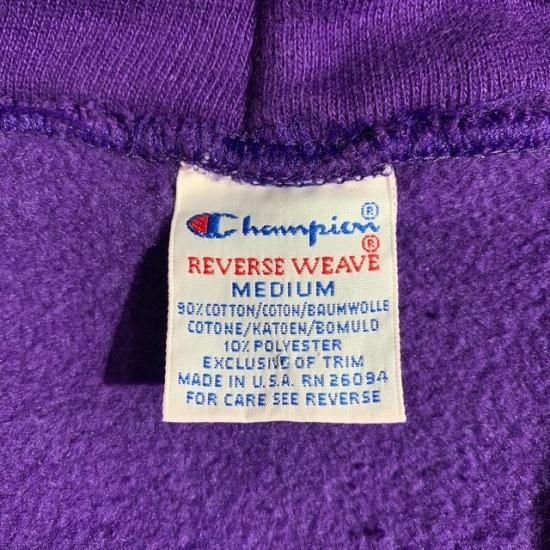 Champion®
®
REVERSE WEAVE
MEDIUM
90% COTTON/COTON/BAUMWOLLE
COTONE/KATOEN/BOMULD
10% POLYESTER
EXCLUSIVE OF TRIM
MADE IN U.S.A. RN 26094
FOR CARE SEE REVERSE